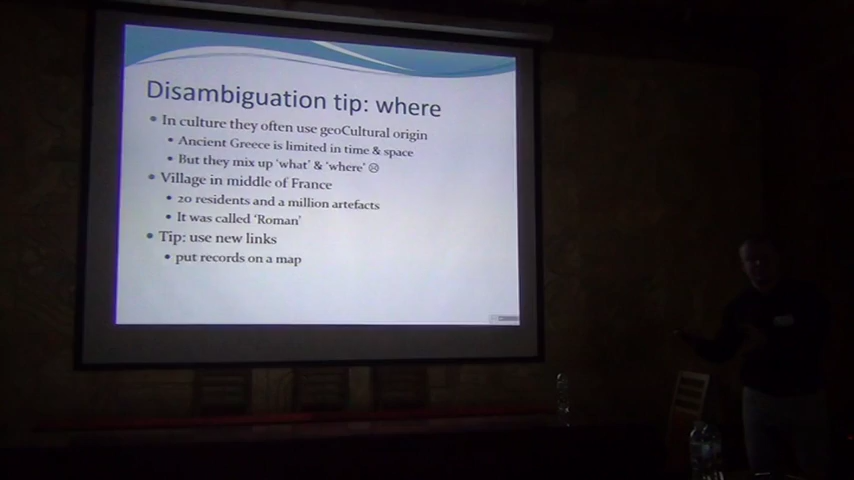 Disambiguation tip: where
• In culture they often use geoCultural origin
• Ancient Greece is limited in time & space
• But they mix up 'what' & 'where' ☹
• Village in middle of France
• 20 residents and a million artefacts
• It was called 'Roman'
• Tip: use new links
• put records on a map